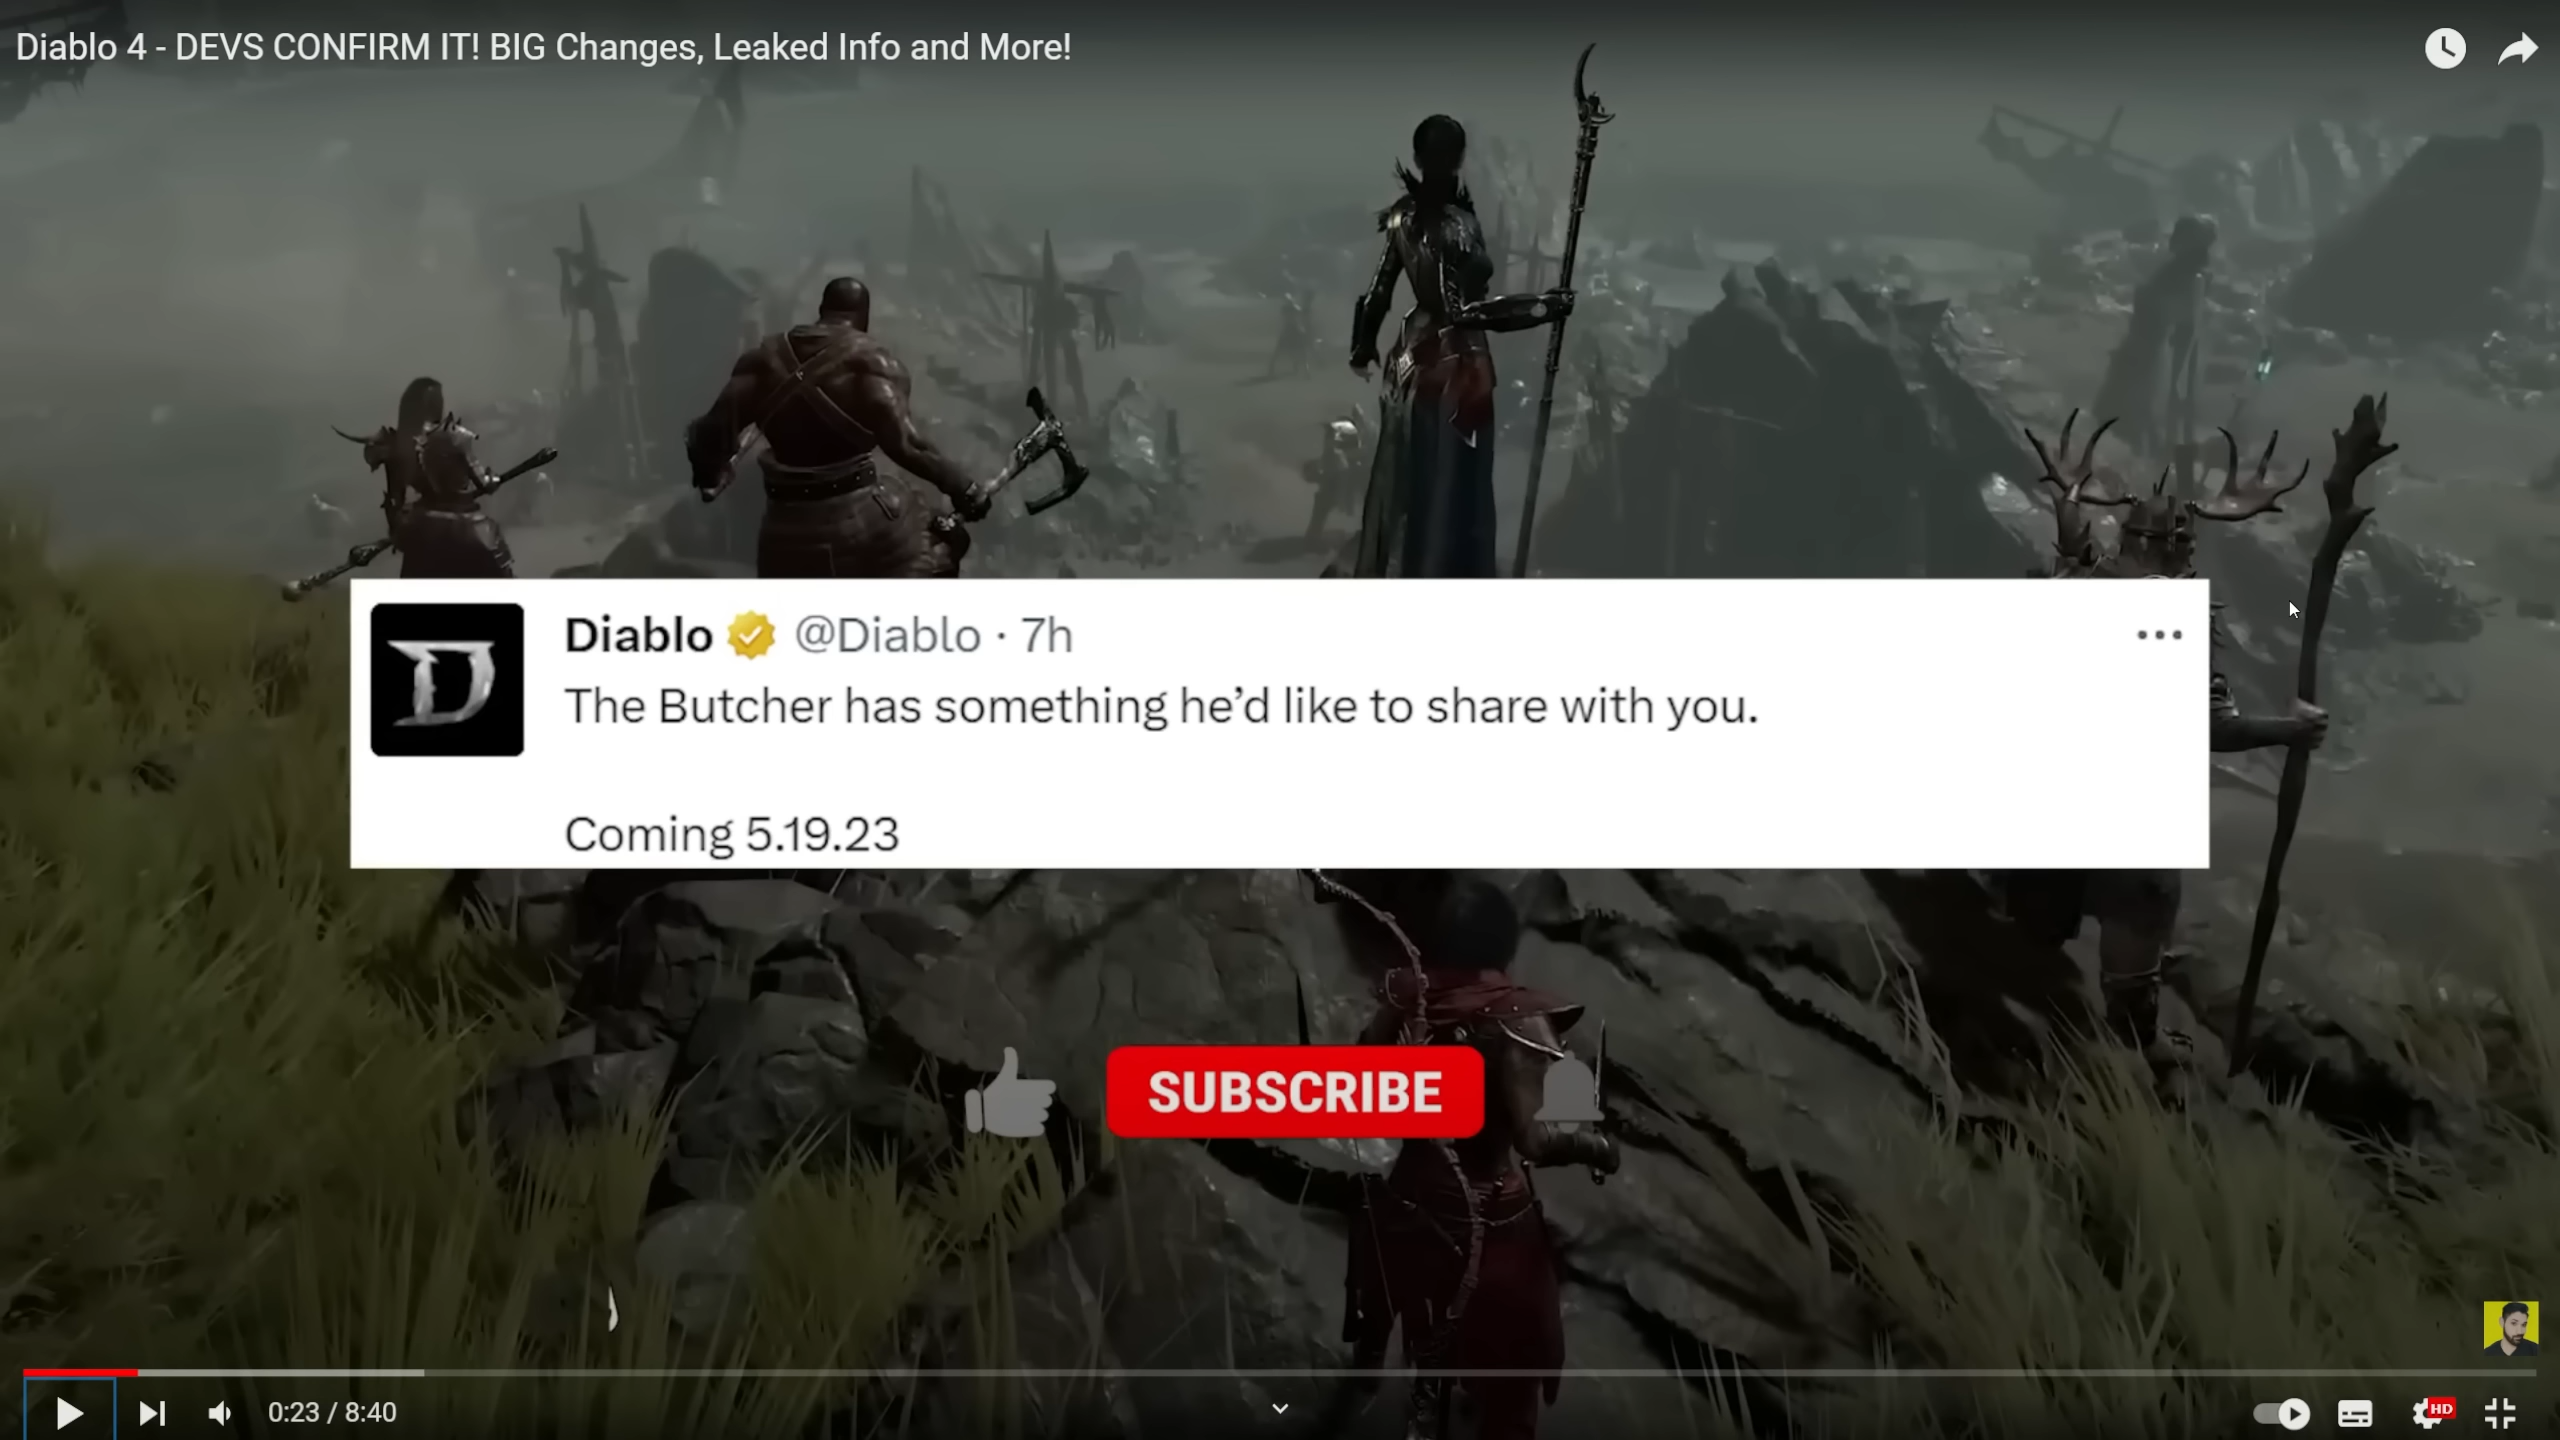 Diablo 4 - DEVS CONFIRM IT! BIG Changes, Leaked Info and More!
Diablo @Diablo · 7h
The Butcher has something he’d like to share with you.
Coming 5.19.23
SUBSCRIBE
0:23 / 8:40
HD